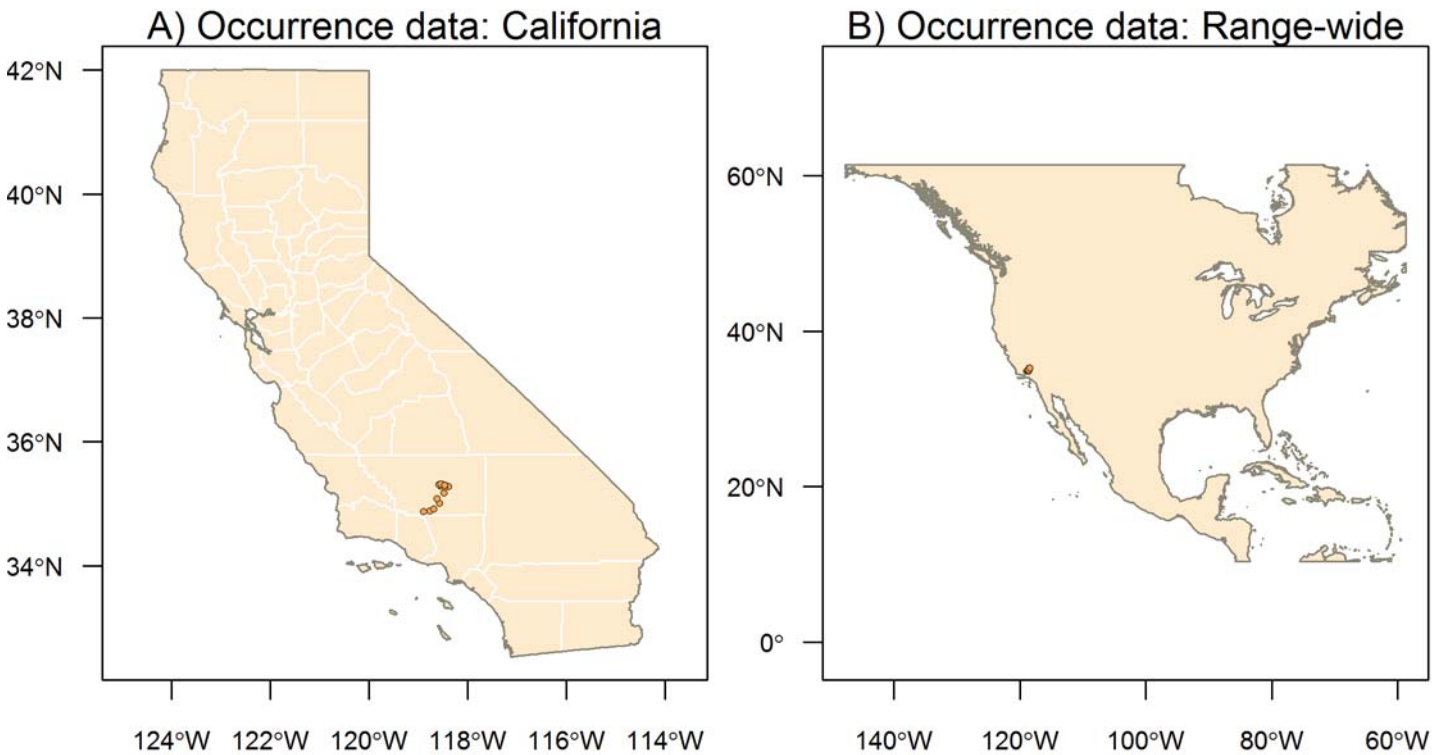 A) Occurrence data: California
42°N
40°N
38°N
36°N
34°N
124°W 122°W 120°W 118°W 116°W 114°W
B) Occurrence data: Range-wide
60°N
40°N
20°N
0°
140°W 120°W 100°W 80°W 60°W